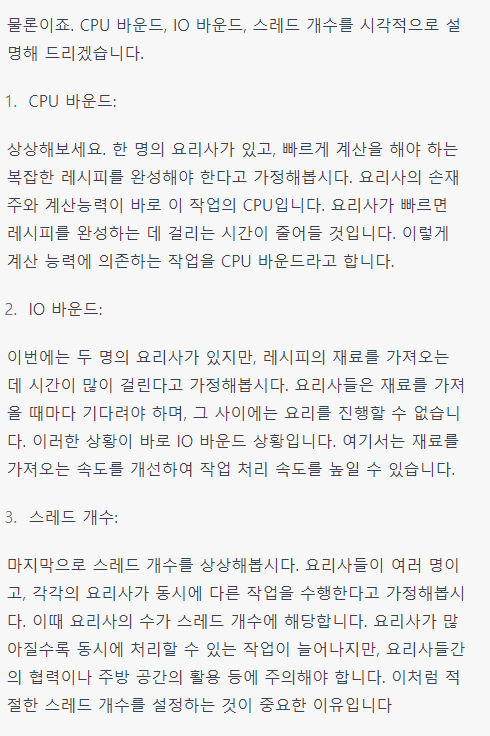 물론이죠. CPU 바운드, IO 바운드, 스레드 개수를 시각적으로 설
명해 드리겠습니다.
1. CPU 바운드:
상상해보세요. 한 명의 요리사가 있고, 빠르게 계산을 해야 하는
복잡한 레시피를 완성해야 한다고 가정해봅시다. 요리사의 손재
주와 계산능력이 바로 이 작업의 CPU입니다. 요리사가 빠르면
레시피를 완성하는 데 걸리는 시간이 줄어들 것입니다. 이렇게
계산 능력에 의존하는 작업을 CPU 바운드라고 합니다.
2. IO 바운드:
이번에는 두 명의 요리사가 있지만, 레시피의 재료를 가져오는
데 시간이 많이 걸린다고 가정해봅시다. 요리사들은 재료를 가져
올 때마다 기다려야 하며, 그 사이에는 요리를 진행할 수 없습니
다. 이러한 상황이 바로 IO 바운드 상황입니다. 여기서는 재료를
가져오는 속도를 개선하여 작업 처리 속도를 높일 수 있습니다.
3. 스레드 개수:
마지막으로 스레드 개수를 상상해봅시다. 요리사들이 여러 명이
고, 각각의 요리사가 동시에 다른 작업을 수행한다고 가정해봅시
다. 이때 요리사의 수가 스레드 개수에 해당합니다. 요리사가 많
아질수록 동시에 처리할 수 있는 작업이 늘어나지만, 요리사들간
의 협력이나 주방 공간의 활용 등에 주의해야 합니다. 이처럼 적
절한 스레드 개수를 설정하는 것이 중요한 이유입니다